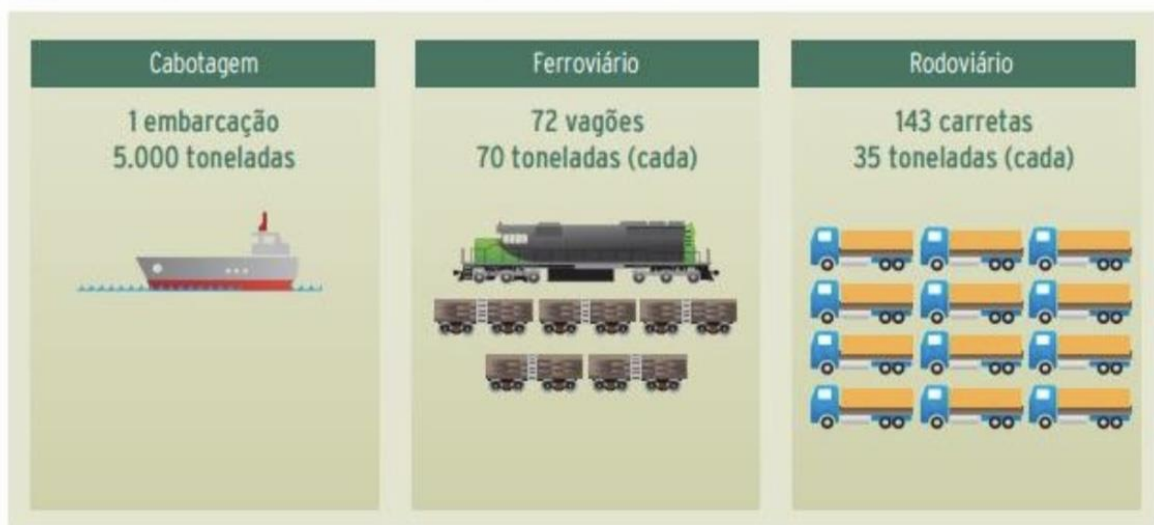 Cabotagem
1 embarcação
5.000 toneladas
Ferroviário
72 vagões
70 toneladas (cada)
Rodoviário
143 carretas
35 toneladas (cada)